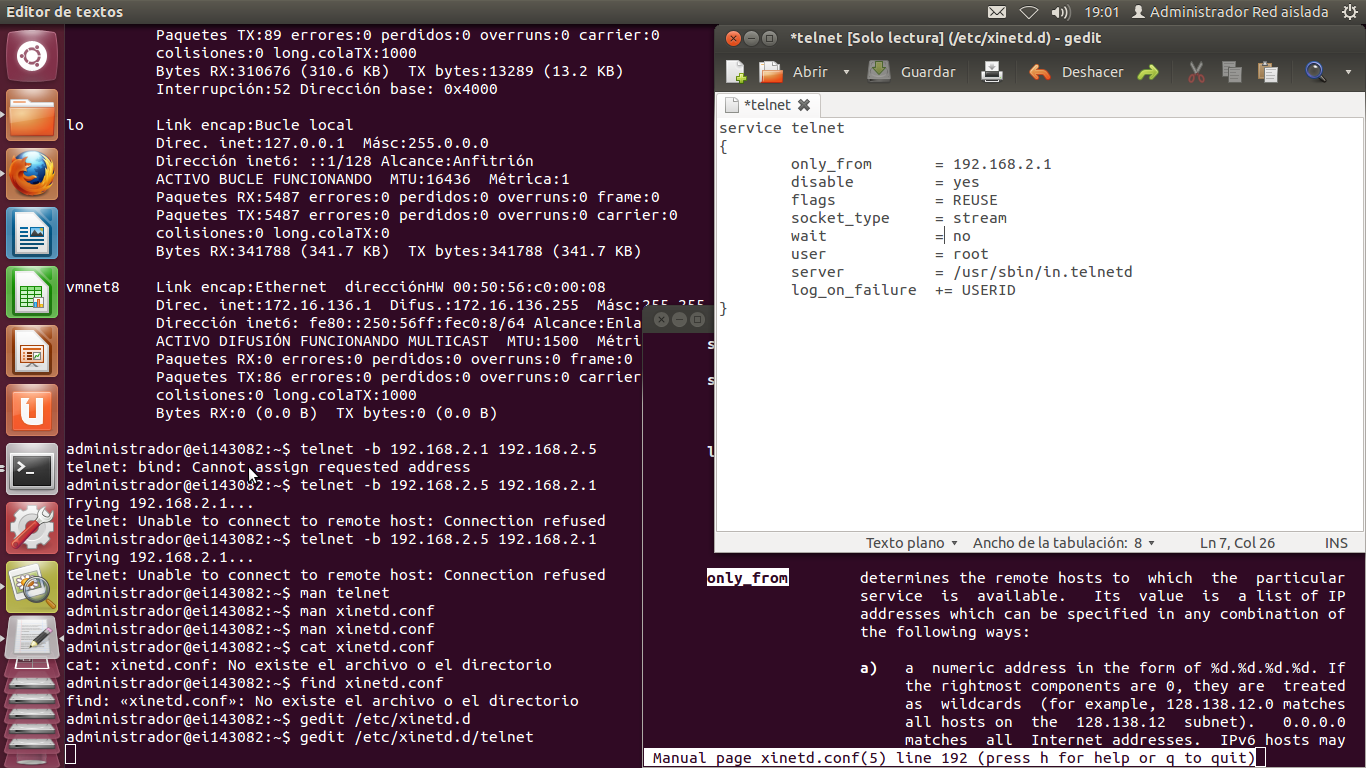 Editor de textos
19:01
Administrador Red aislada
Paquetes TX:89 errores:0 perdidos:0 overruns:0 carrier:0
colisiones:0 long.colaTX:1000
Bytes RX:310676 (310.6 KB)  TX bytes:13289 (13.2 KB)
Interrupción:52 Dirección base: 0x4000
lo        Link encap:Bucle local
Direc. inet:127.0.0.1  Másc:255.0.0.0
Dirección inet6: ::1/128 Alcance:Anfitrión
ACTIVO BUCLE FUNCIONANDO  MTU:16436  Métrica:1
Paquetes RX:5487 errores:0 perdidos:0 overruns:0 frame:0
Paquetes TX:5487 errores:0 perdidos:0 overruns:0 carrier:0
colisiones:0 long.colaTX:0
Bytes RX:341788 (341.7 KB)  TX bytes:341788 (341.7 KB)
vmnet8    Link encap:Ethernet  direcciónHW 00:50:56:c0:00:08
Direc. inet:172.16.136.1  Difus.:172.16.136.255  Másc:255.255
Dirección inet6: fe80::250:56ff:fec0:8/64 Alcance:Enla
ACTIVO DIFUSIÓN FUNCIONANDO MULTICAST  MTU:1500  Métri
Paquetes RX:0 errores:0 perdidos:0 overruns:0 frame:0
Paquetes TX:86 errores:0 perdidos:0 overruns:0 carrier
colisiones:0 long.colaTX:1000
Bytes RX:0 (0.0 B)  TX bytes:0 (0.0 B)
administrador@ei143082:~$ telnet -b 192.168.2.1 192.168.2.5
telnet: bind: Cannot assign requested address
administrador@ei143082:~$ telnet -b 192.168.2.5 192.168.2.1
Trying 192.168.2.1...
telnet: Unable to connect to remote host: Connection refused
administrador@ei143082:~$ telnet -b 192.168.2.5 192.168.2.1
Trying 192.168.2.1...
telnet: Unable to connect to remote host: Connection refused
administrador@ei143082:~$ man telnet
administrador@ei143082:~$ man xinetd.conf
administrador@ei143082:~$ man xinetd.conf
administrador@ei143082:~$ cat xinetd.conf
cat: xinetd.conf: No existe el archivo o el directorio
administrador@ei143082:~$ find xinetd.conf
find: «xinetd.conf»: No existe el archivo o el directorio
administrador@ei143082:~$ gedit /etc/xinetd.d
administrador@ei143082:~$ gedit /etc/xinetd.d/telnet
*telnet [Solo lectura] (/etc/xinetd.d) - gedit
Abrir
Guardar
Deshacer
*telnet
service telnet
{
only_from       = 192.168.2.1
disable         = yes
flags           = REUSE
socket_type     = stream
wait            = no
user            = root
server          = /usr/sbin/in.telnetd
log_on_failure  += USERID
}
Texto plano
Ancho de la tabulación: 8
Ln 7, Col 26
INS
s
s
l
only_from        determines the remote hosts to  which  the  particular
service  is  available.   Its  value  is  a list of IP
addresses which can be specified in any combination of
the following ways:
a)   a  numeric address in the form of %d.%d.%d.%d. If
the rightmost components are 0, they are  treated
as  wildcards  (for example, 128.138.12.0 matches
all hosts on  the  128.138.12  subnet).   0.0.0.0
matches  all  Internet addresses.  IPv6 hosts may
Manual page xinetd.conf(5) line 192 (press h for help or q to quit)